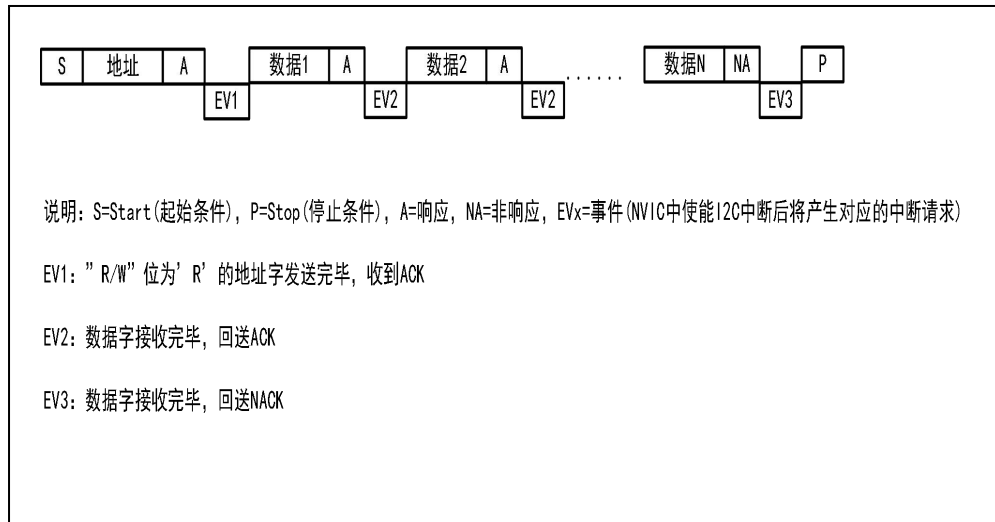 S 地址 A 数据1 A 数据2 A ...... 数据N NA P
EV1 EV2 EV2 EV3
说明: S=Start(起始条件), P=Stop(停止条件), A=响应, NA=非响应, EVx=事件(NVIC中使能I2C中断后将产生对应的中断请求)
EV1: ”R/W”位为’R’的地址字发送完毕, 收到ACK
EV2: 数据字接收完毕, 回送ACK
EV3: 数据字接收完毕, 回送NACK